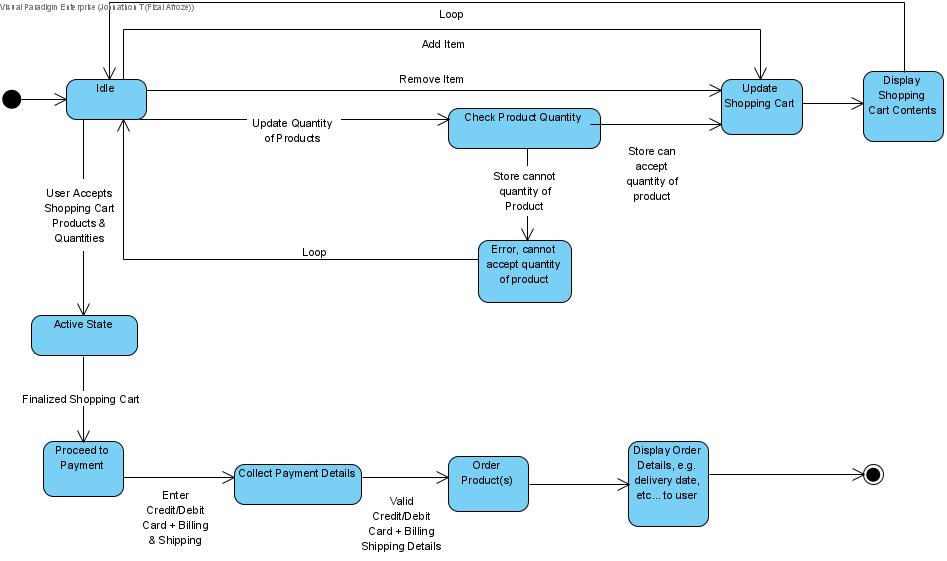 Visual Paradigm Enterprise (Jonnathon T (Fizal Afroze))
Loop
Add Item
Remove Item
Idle
Update
Shopping Cart
Display
Shopping
Cart Contents
Update Quantity
of Products
Check Product Quantity
Store can
accept
quantity of
product
Store cannot
quantity of
Product
User Accepts
Shopping Cart
Products &
Quantities
Loop
Error, cannot
accept quantity
of product
Active State
Finalized Shopping Cart
Proceed to
Payment
Enter
Credit/Debit
Card + Billing
& Shipping
Collect Payment Details
Valid
Credit/Debit
Card + Billing
Shipping Details
Order
Product(s)
Display Order
Details, e.g.
delivery date,
etc... to user